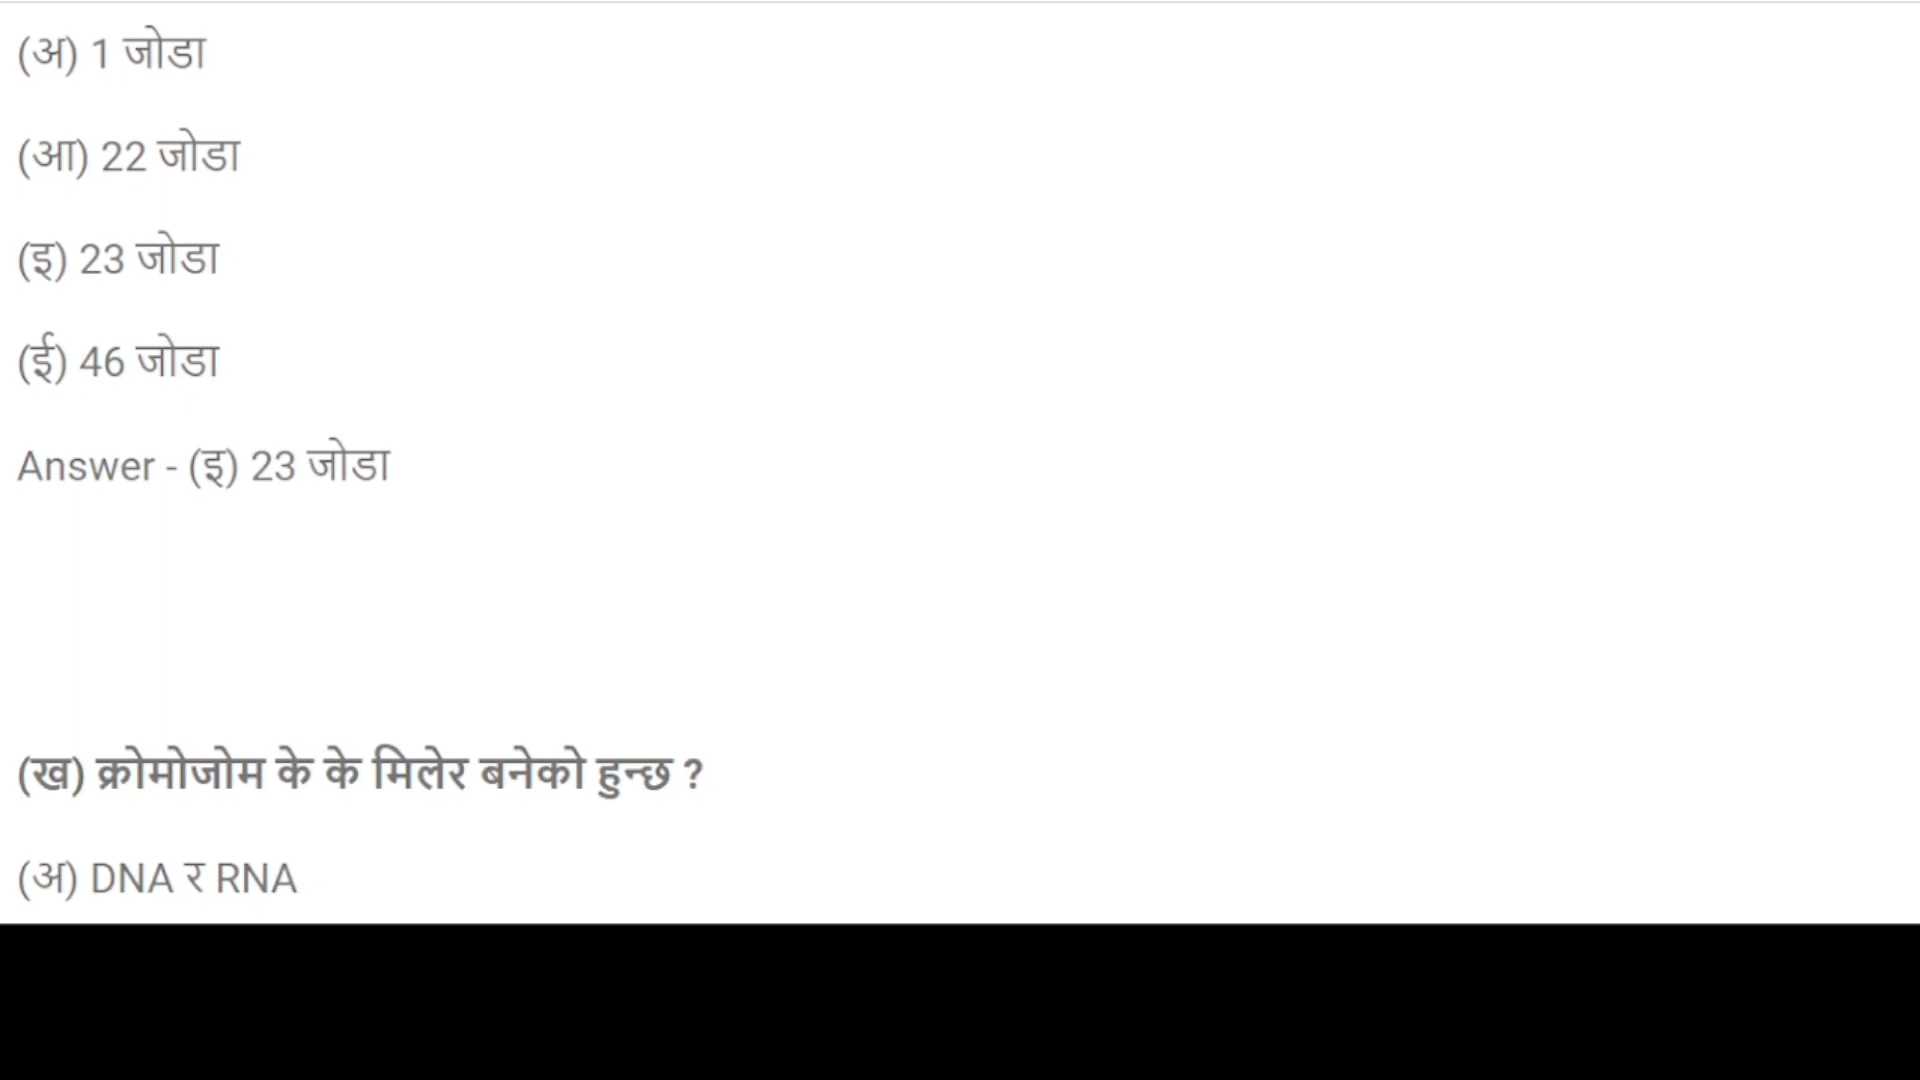 (अ) 1 जोडा
(आ) 22 जोडा
(इ) 23 जोडा
(ई) 46 जोडा
Answer - (इ) 23 जोडा
(ख) क्रोमोजोम के के मिलेर बनेको हुन्छ ?
(अ) DNA र RNA